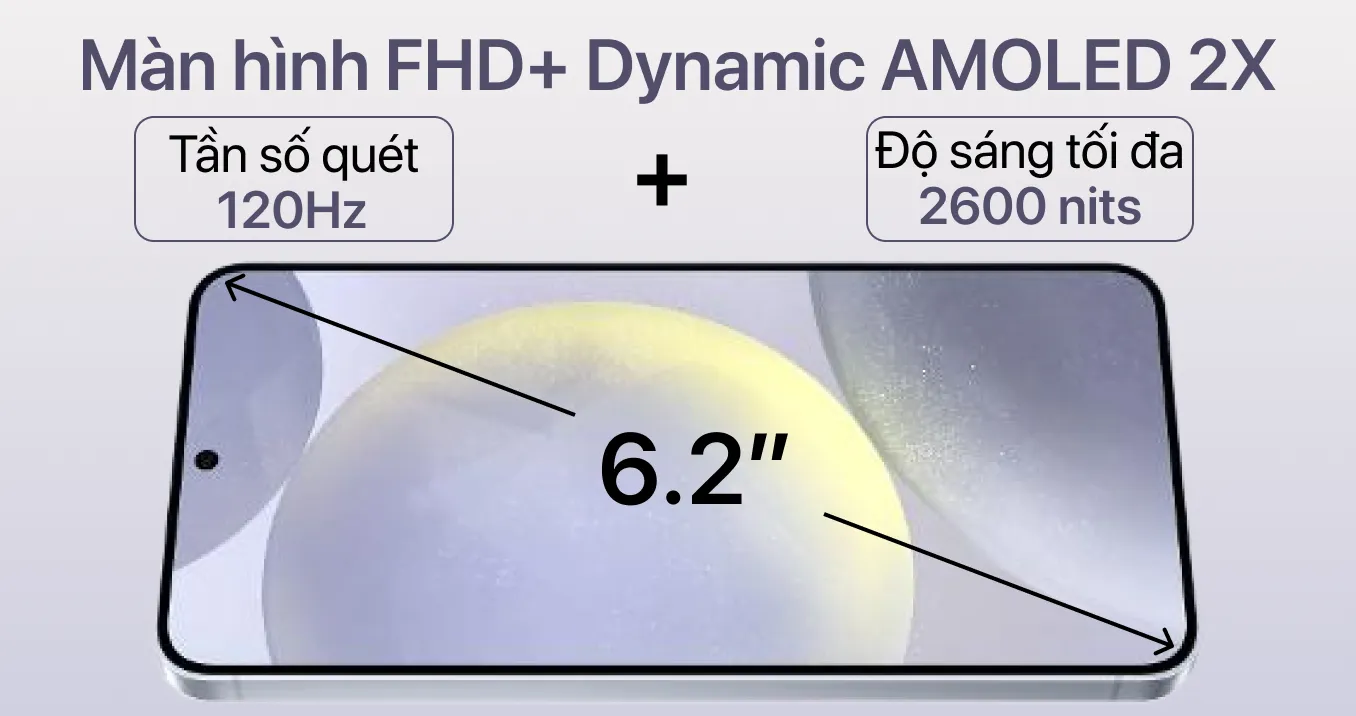 Màn hình FHD+ Dynamic AMOLED 2X
Tần số quét
120Hz
+
Độ sáng tối đa
2600 nits
6.2"